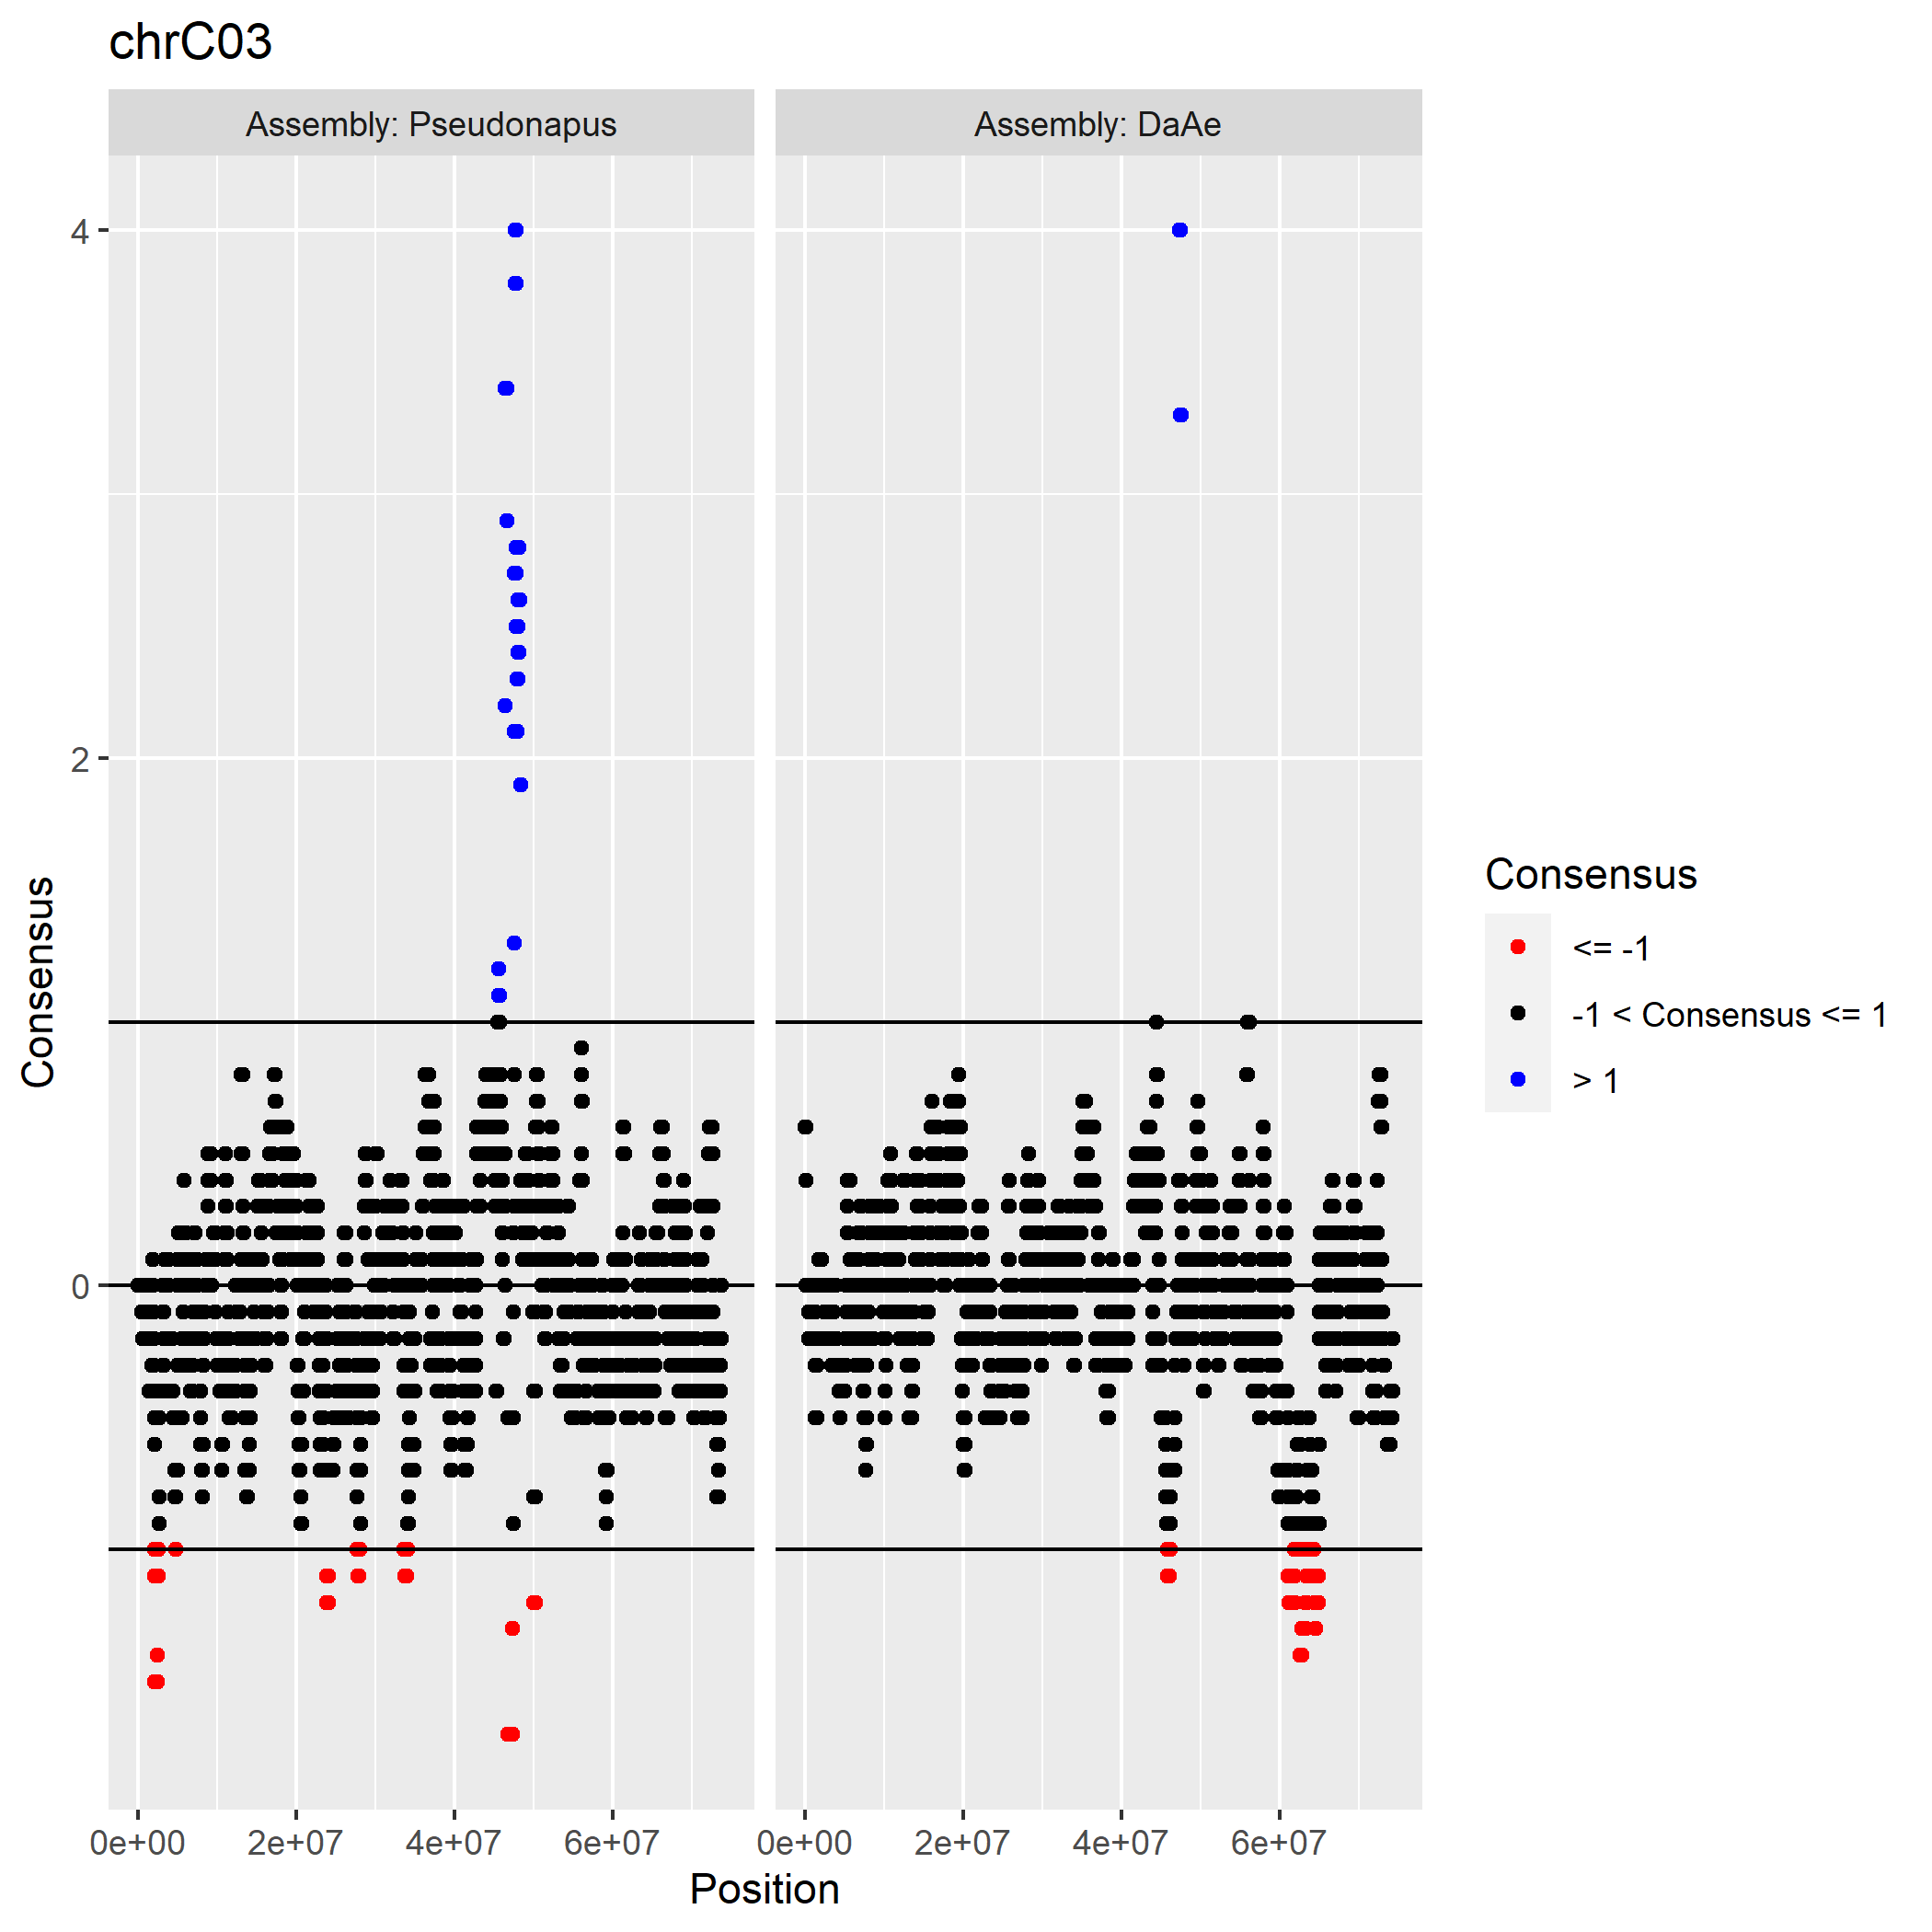 chrC03
Assembly: Pseudonapus
Assembly: DaAe
4
2
0
Consensus
0e+00
2e+07
4e+07
6e+07
0e+00
2e+07
4e+07
6e+07
Position
Consensus
<= -1
-1 < Consensus <= 1
> 1